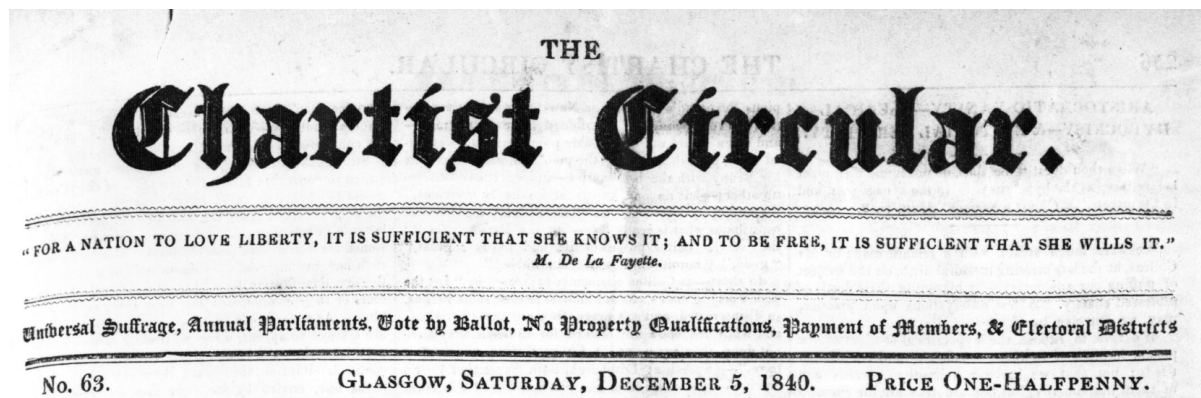 THE
Chartist Circular.
"FOR A NATION TO LOVE LIBERTY, IT IS SUFFICIENT THAT SHE KNOWS IT; AND TO BE FREE, IT IS SUFFICIENT THAT SHE WILLS IT."
M. De La Fayette.
Universal Suffrage, Annual Parliaments, Vote by Ballot, No Property Qualifications, Payment of Members, & Electoral Districts
No. 63. GLASGOW, SATURDAY, DECEMBER 5, 1840. PRICE ONE-HALFPENNY.